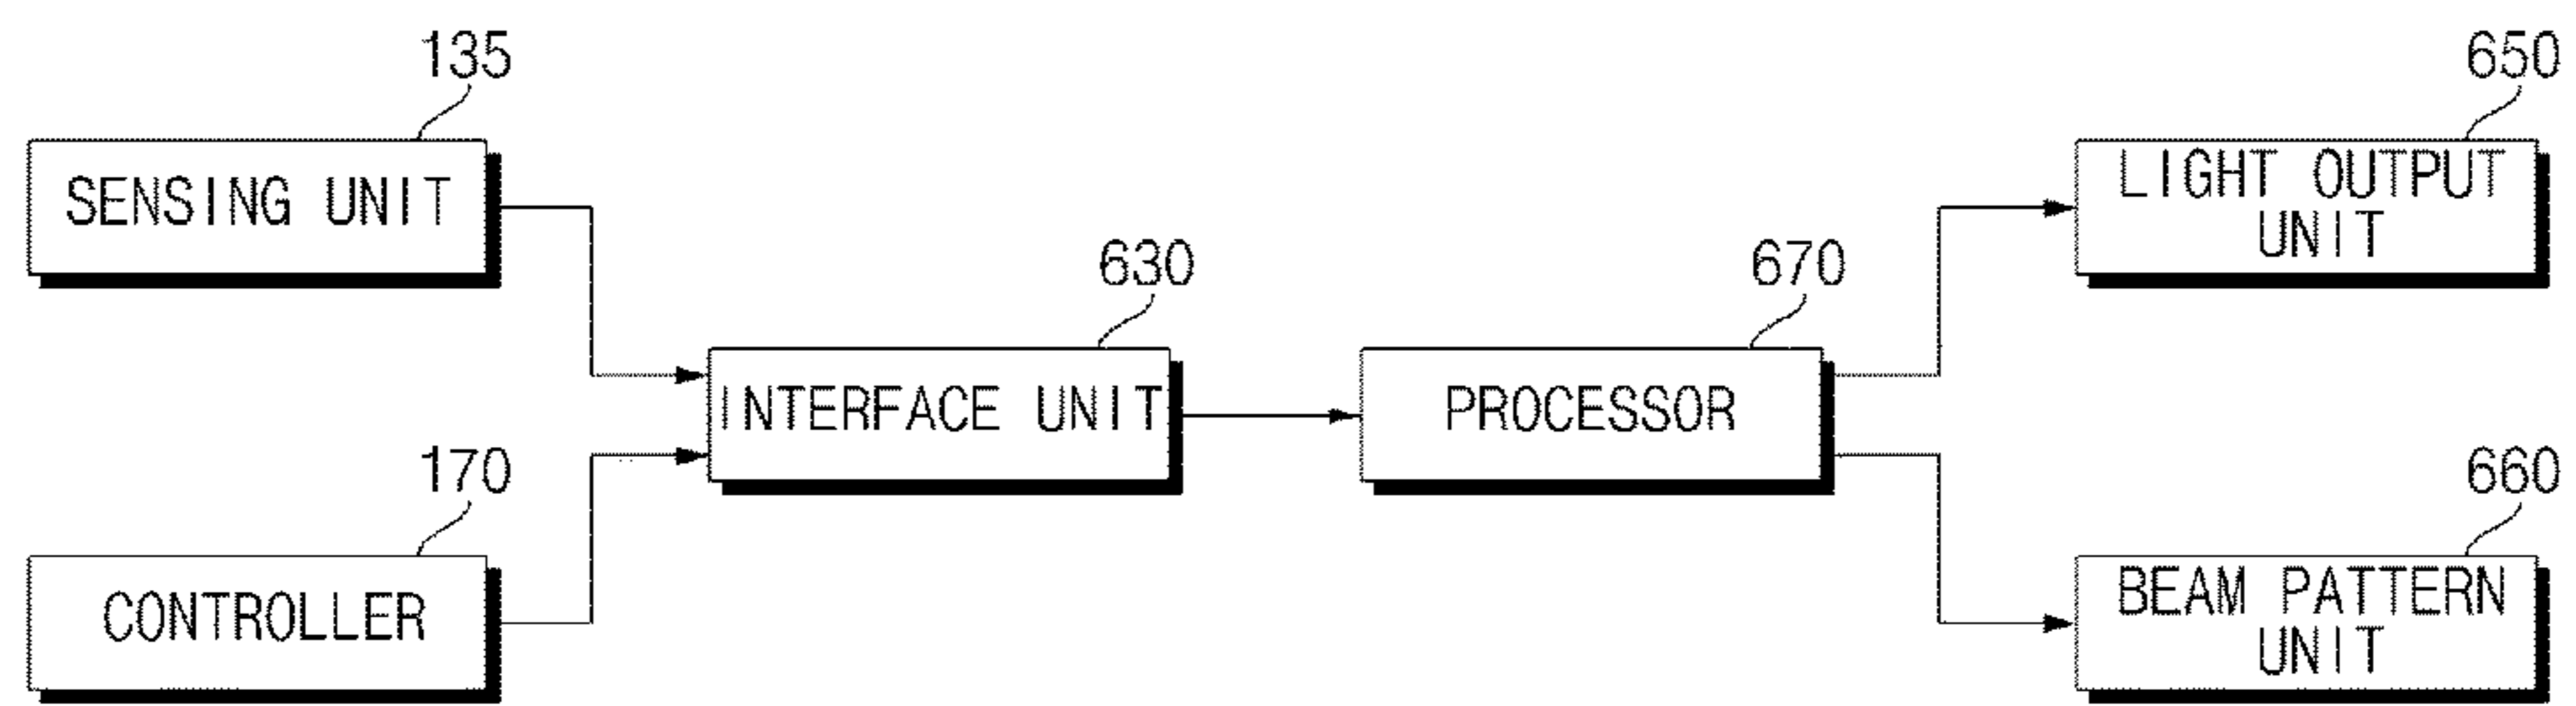 135
SENSING UNIT
170
CONTROLLER
630
INTERFACE UNIT
670
PROCESSOR
650
LIGHT OUTPUT
UNIT
660
BEAM PATTERN
UNIT